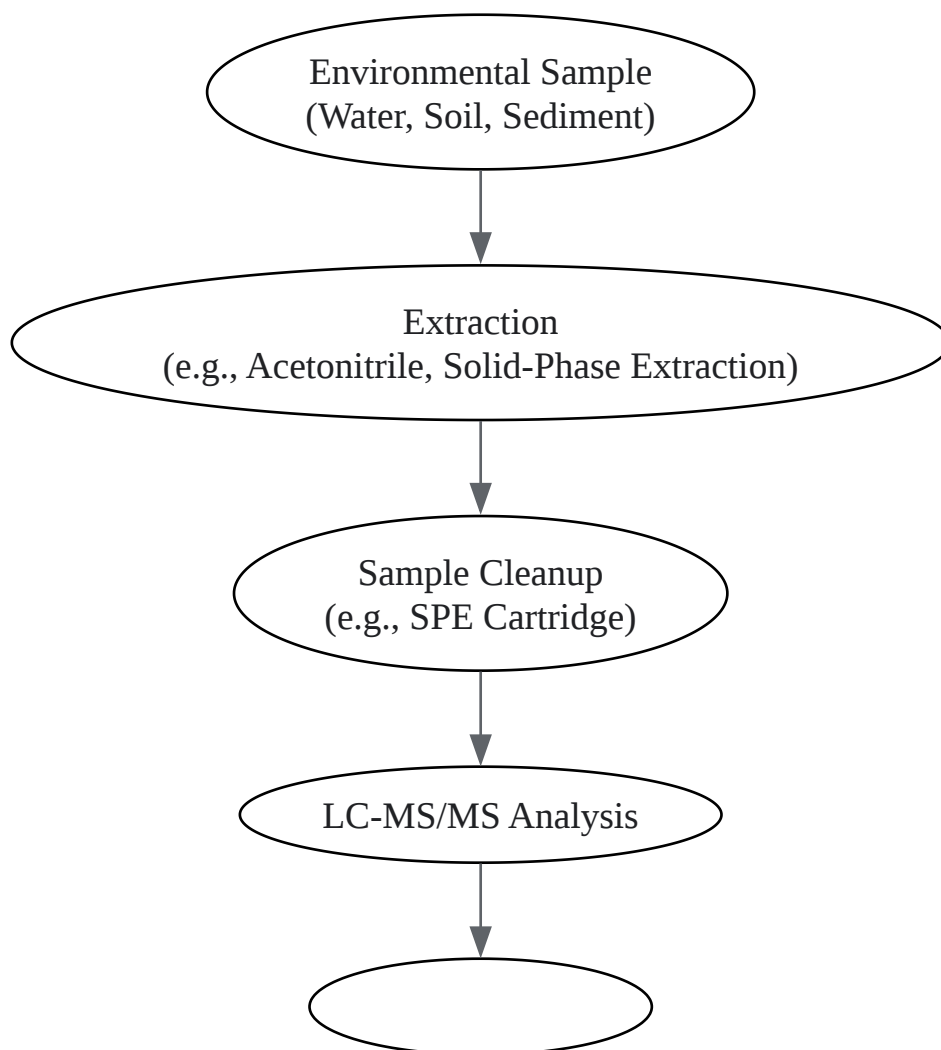 Environmental Sample
(Water, Soil, Sediment)
Extraction
(e.g., Acetonitrile, Solid-Phase Extraction)
Sample Cleanup
(e.g., SPE Cartridge)
LC-MS/MS Analysis